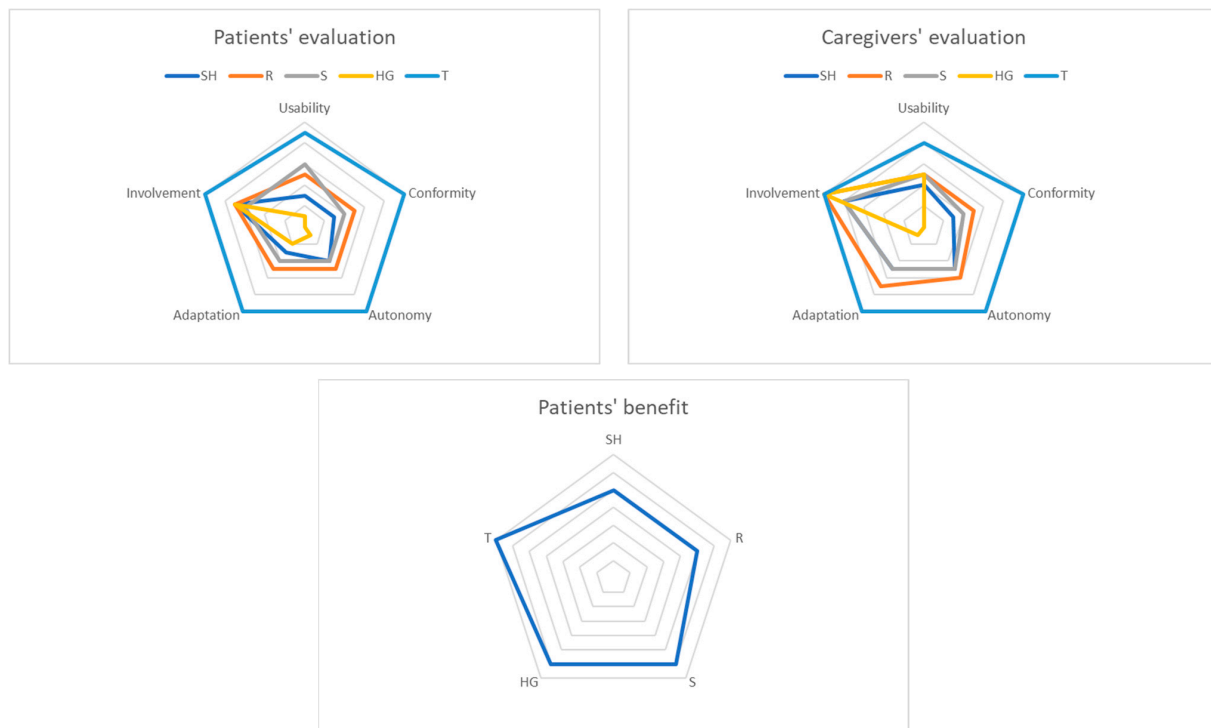 Patients' evaluation
SH R S HG T
Usability
Involvement Conformity
Adaptation Autonomy
Caregivers' evaluation
SH R S HG T
Usability
Involvement Conformity
Adaptation Autonomy
Patients' benefit
SH
T R
HG S